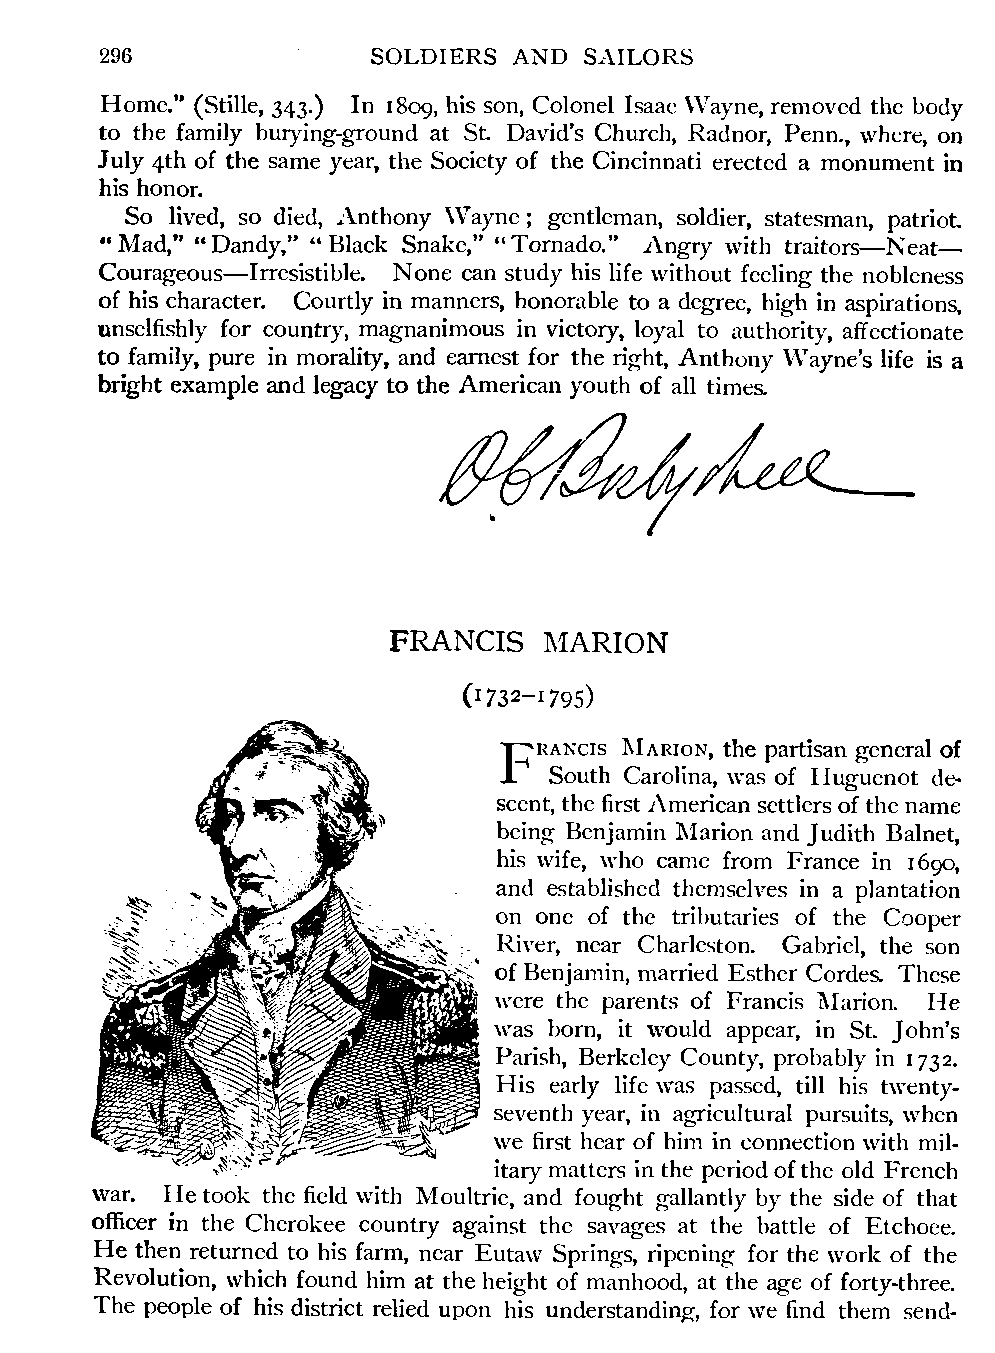 296 SOLDIERS AND SAILORS
Home." (Stille, 343.) In 1809, his son, Colonel Isaac Wayne, removed the body
to the family burying-ground at St. David's Church, Radnor, Penn., where, on
July 4th of the same year, the Society of the Cincinnati erected a monument in
his honor.
So lived, so died, Anthony Wayne; gentleman, soldier, statesman, patriot.
"Mad," "Dandy," "Black Snake," "Tornado." Angry with traitors—Neat—
Courageous—Irresistible. None can study his life without feeling the nobleness
of his character. Courtly in manners, honorable to a degree, high in aspirations,
unselfishly for country, magnanimous in victory, loyal to authority, affectionate
to family, pure in morality, and earnest for the right, Anthony Wayne's life is a
bright example and legacy to the American youth of all times.
FRANCIS MARION
(1732–1795)
FRANCIS MARION, the partisan general of
South Carolina, was of Huguenot de-
scent, the first American settlers of the name
being Benjamin Marion and Judith Balnet,
his wife, who came from France in 1690,
and established themselves in a plantation
on one of the tributaries of the Cooper
River, near Charleston. Gabriel, the son
of Benjamin, married Esther Cordes. These
were the parents of Francis Marion. He
was born, it would appear, in St. John's
Parish, Berkeley County, probably in 1732.
His early life was passed, till his twenty-
seventh year, in agricultural pursuits, when
we first hear of him in connection with mil-
itary matters in the period of the old French
war. He took the field with Moultrie, and fought gallantly by the side of that
officer in the Cherokee country against the savages at the battle of Etchoee.
He then returned to his farm, near Eutaw Springs, ripening for the work of the
Revolution, which found him at the height of manhood, at the age of forty-three.
The people of his district relied upon his understanding, for we find them send-